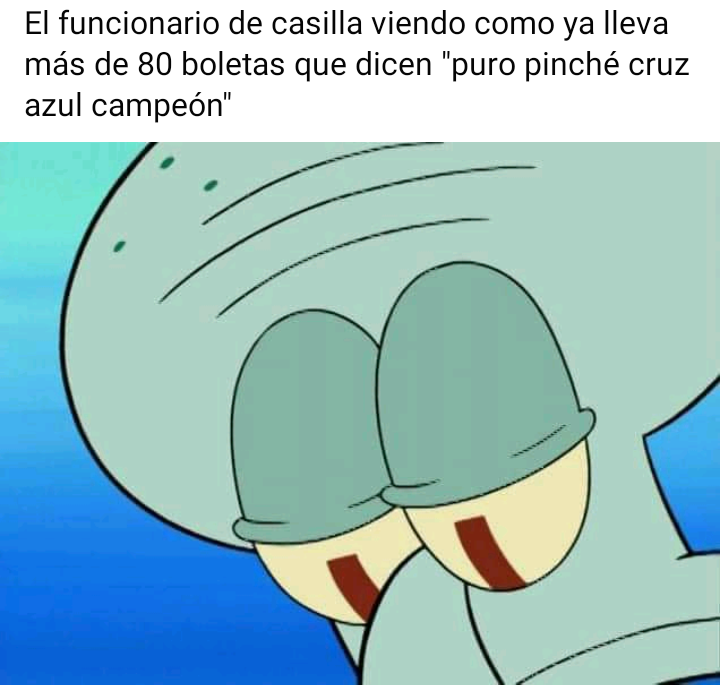 El funcionario de casilla viendo como ya lleva
más de 80 boletas que dicen "puro pinché cruz
azul campeón"